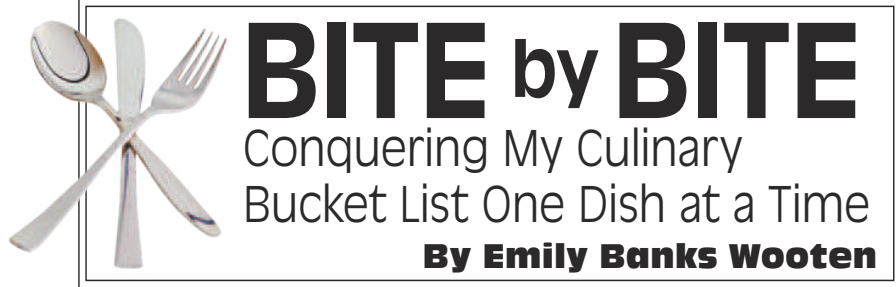 BITE by BITE
Conquering My Culinary
Bucket List One Dish at a Time
By Emily Banks Wooten